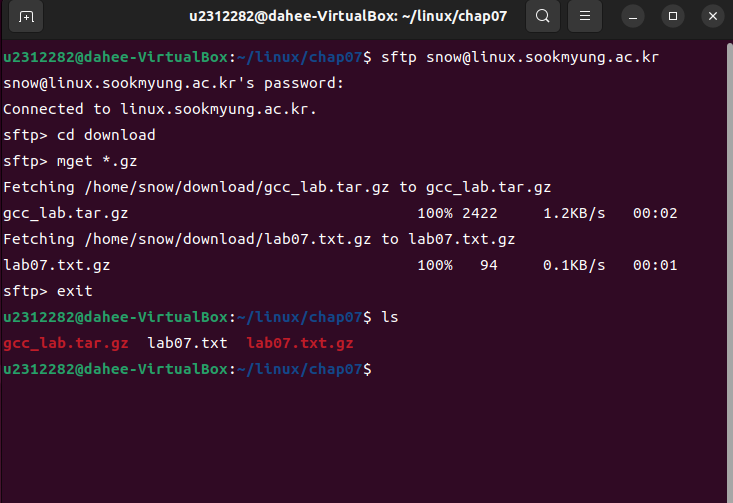 u2312282@dahee-VirtualBox: ~/linux/chap07
u2312282@dahee-VirtualBox:~/linux/chap07$ sftp snow@linux.sookmyung.ac.kr
snow@linux.sookmyung.ac.kr's password:
Connected to linux.sookmyung.ac.kr.
sftp> cd download
sftp> mget *.gz
Fetching /home/snow/download/gcc_lab.tar.gz to gcc_lab.tar.gz
gcc_lab.tar.gz 100% 2422 1.2KB/s 00:02
Fetching /home/snow/download/lab07.txt.gz to lab07.txt.gz
lab07.txt.gz 100% 94 0.1KB/s 00:01
sftp> exit
u2312282@dahee-VirtualBox:~/linux/chap07$ ls
gcc_lab.tar.gz lab07.txt lab07.txt.gz
u2312282@dahee-VirtualBox:~/linux/chap07$